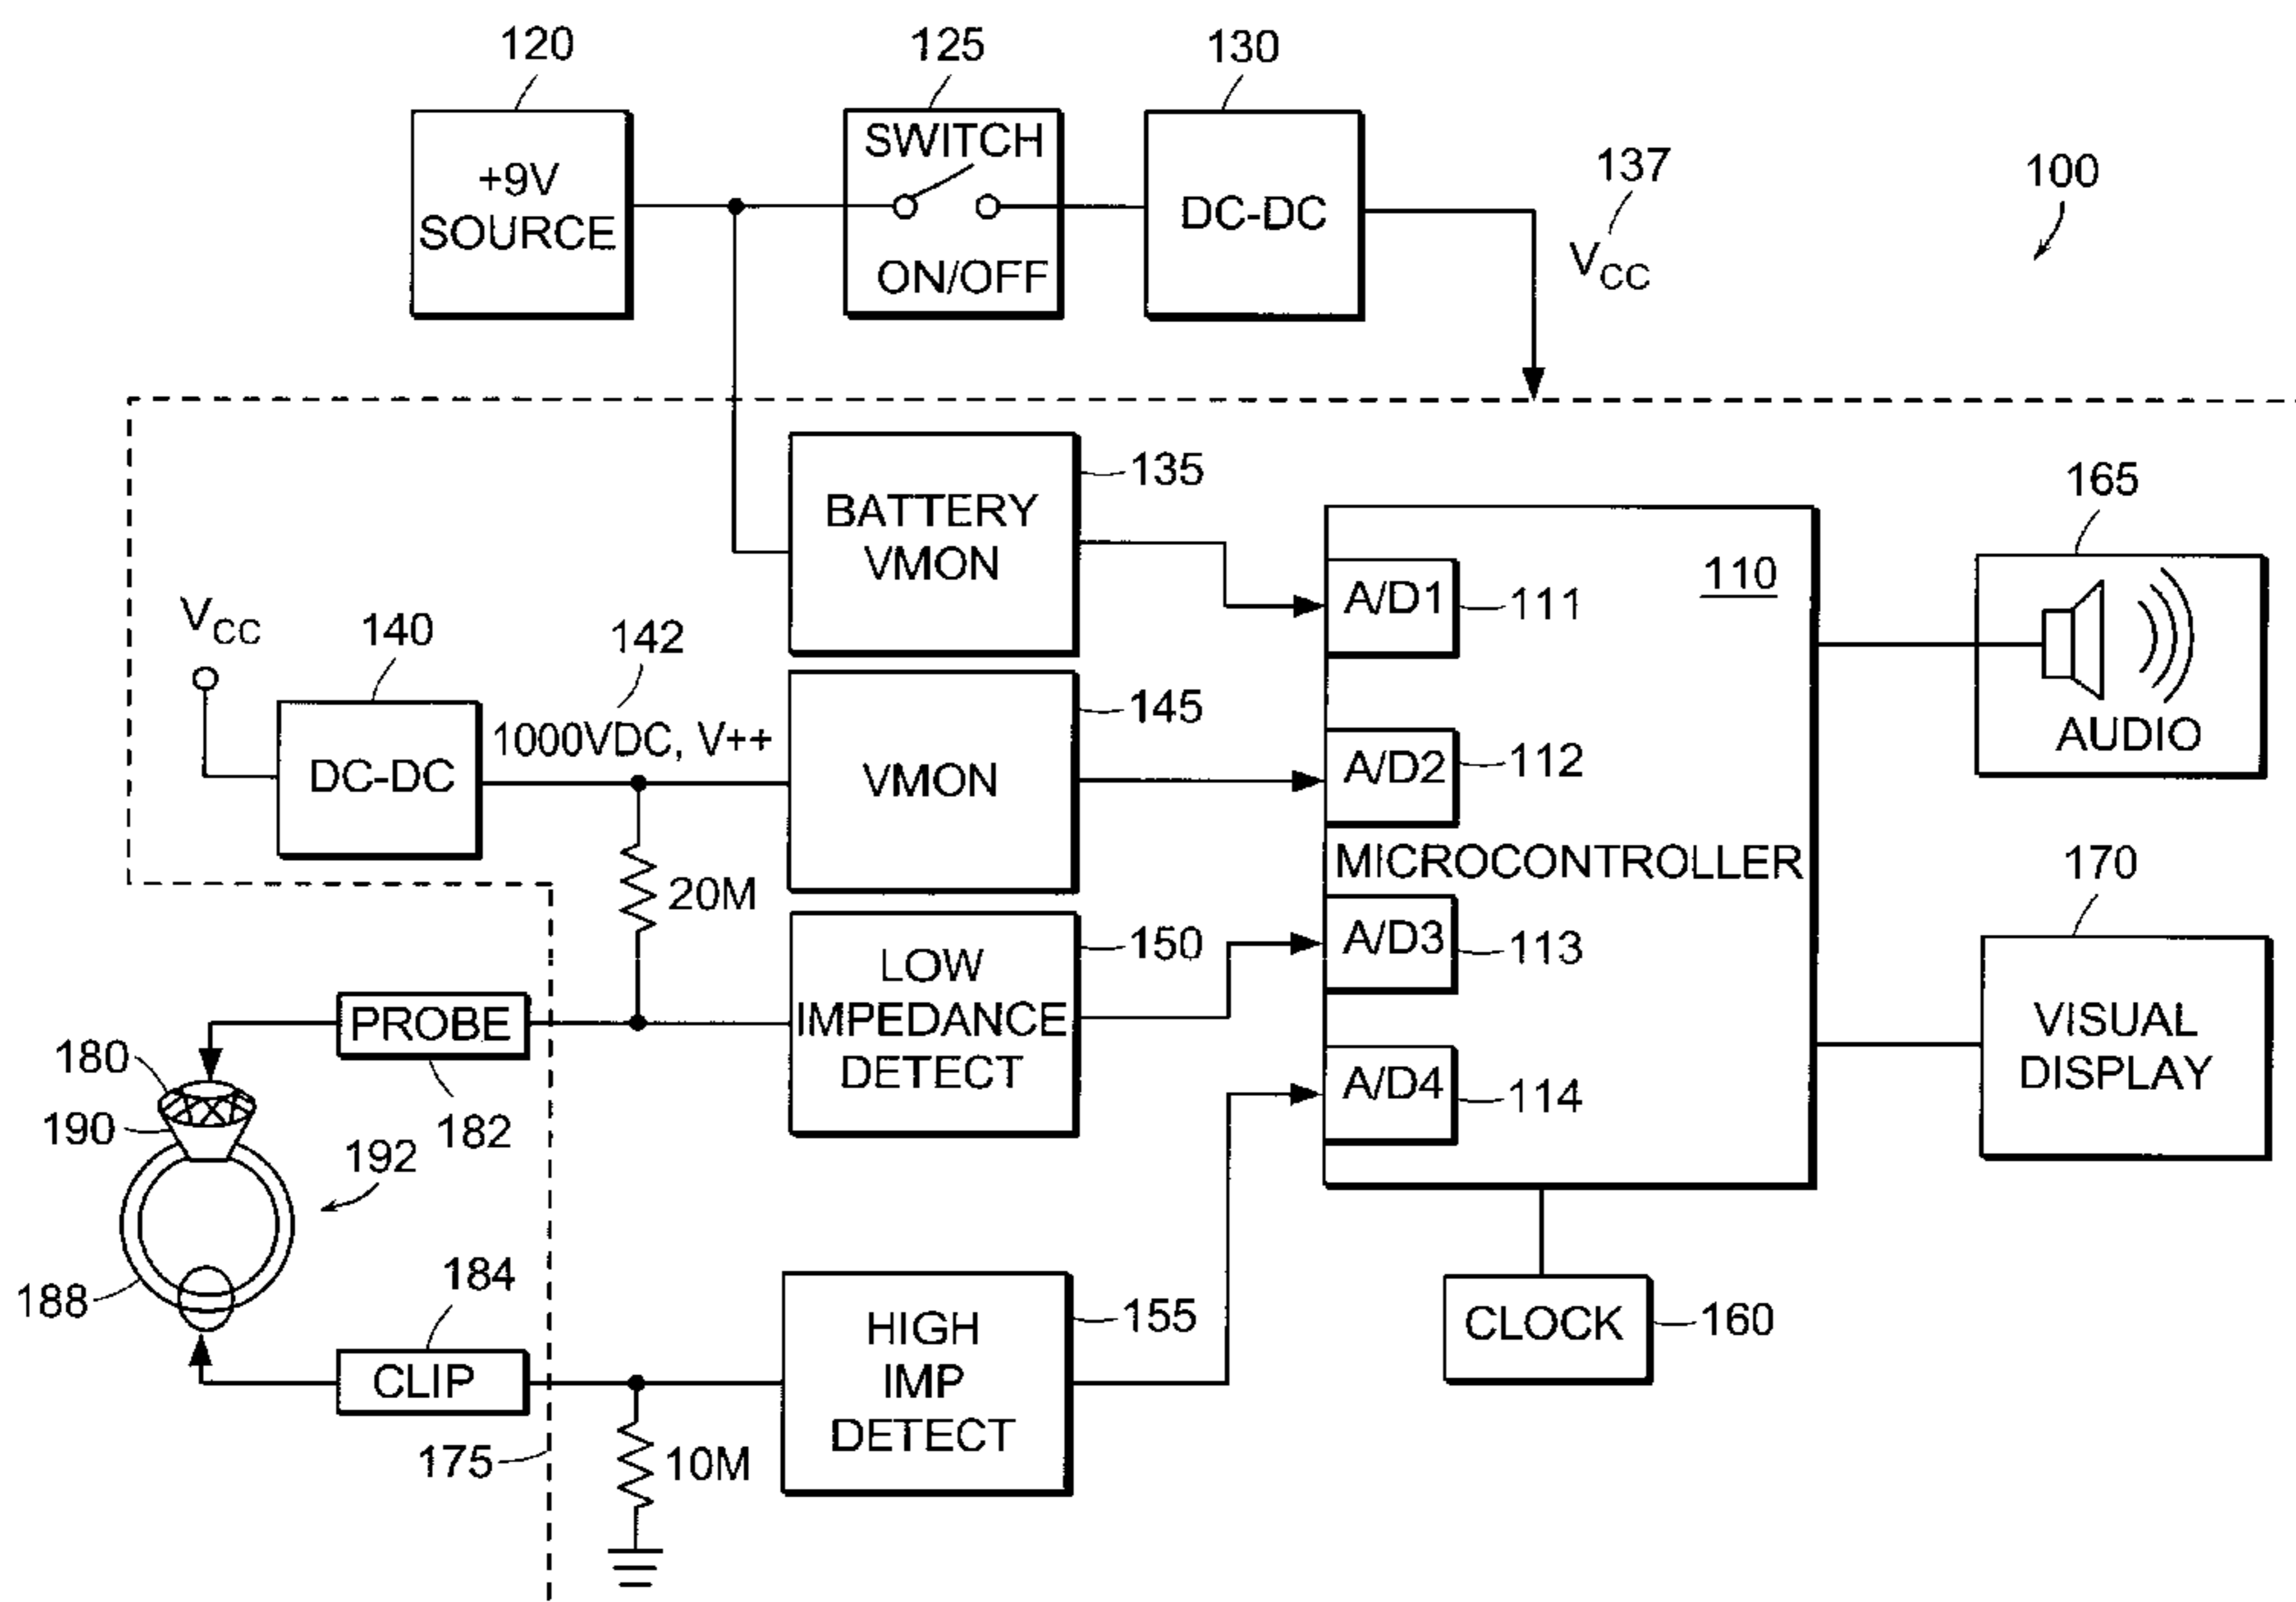 120
125
130
137
100
+9V
SOURCE
SWITCH
ON/OFF
DC-DC
VCC
135
BATTERY
VMON
165
110
A/D1
111
VCC
140
142
145
1000VDC, V++
AUDIO
DC-DC
VMON
A/D2
112
MICROCONTROLLER
170
20M
150
LOW
IMPEDANCE
DETECT
A/D3
113
VISUAL
DISPLAY
PROBE
180
182
190
192
A/D4
114
188
184
CLIP
175
10M
155
HIGH
IMP
DETECT
CLOCK
160